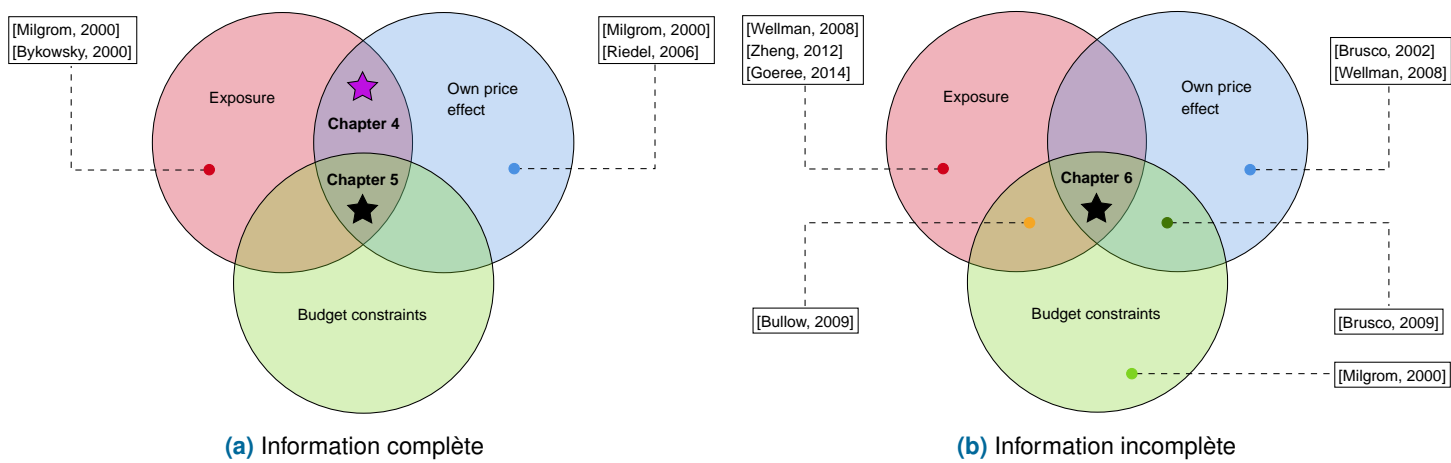 [Milgrom, 2000]
[Bykowsky, 2000]
[Milgrom, 2000]
[Riedel, 2006]
Exposure
Own price
effect
Chapter 4
Chapter 5
Budget constraints
(a) Information complète
[Wellman, 2008]
[Zheng, 2012]
[Goeree, 2014]
[Brusco, 2002]
[Wellman, 2008]
Exposure
Own price
effect
Chapter 6
[Bullow, 2009]
Budget constraints
[Brusco, 2009]
[Milgrom, 2000]
(b) Information incomplète